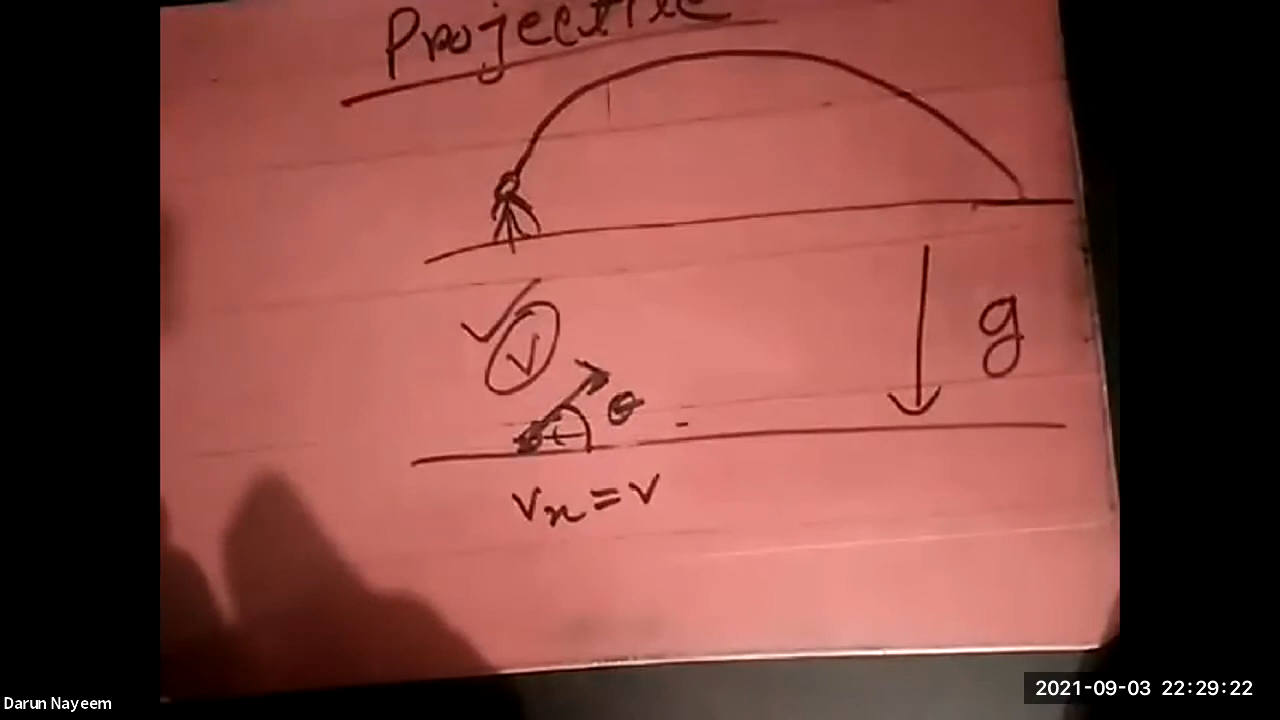 Projectile
V
θ
g
Vx = V
Darun Nayeem
2021-09-03 22:29:22